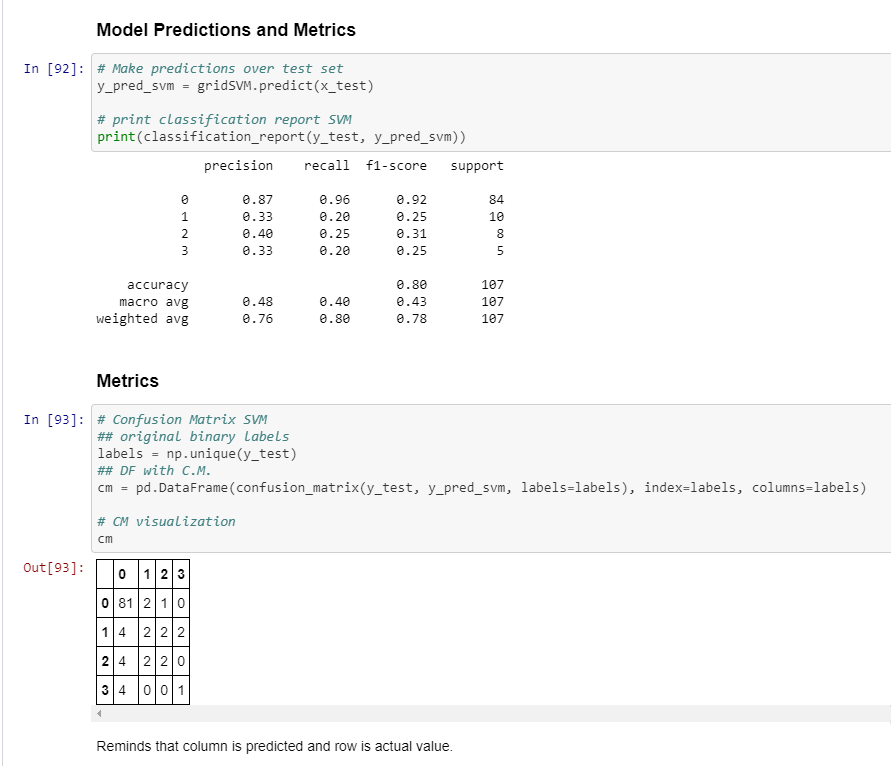 Model Predictions and Metrics
In [92]: # Make predictions over test set
y_pred_svm = gridSVM.predict(x_test)
# print classification report SVM
print(classification_report(y_test, y_pred_svm))
precision recall f1-score support
0 0.87 0.96 0.92 84
1 0.33 0.20 0.25 10
2 0.40 0.25 0.31 8
3 0.33 0.20 0.25 5
accuracy 0.80 107
macro avg 0.48 0.40 0.43 107
weighted avg 0.76 0.80 0.78 107
Metrics
In [93]: # Confusion Matrix SVM
## original binary labels
labels = np.unique(y_test)
## DF with C.M.
cm = pd.DataFrame(confusion_matrix(y_test, y_pred_svm, labels=labels), index=labels, columns=labels)
# CM visualization
cm
Out[93]:
0 1 2 3
0 81 2 1 0
1 4 2 2 2
2 4 2 2 0
3 4 0 0 1
Reminds that column is predicted and row is actual value.